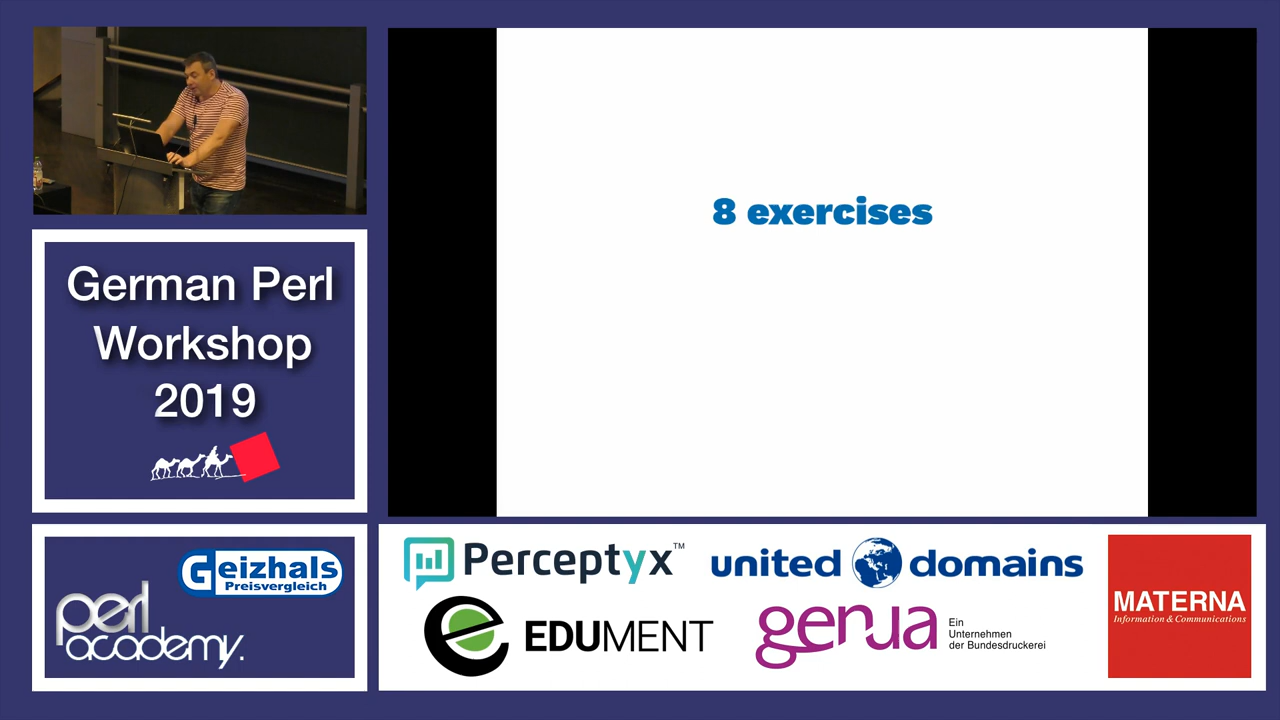 8 exercises
German Perl
Workshop
2019
Geizhals
Preisvergleich
perl
academy.
Perceptyx™
united domains
EDUMENT
genua
Ein
Unternehmen
der Bundesdruckerei
MATERNA
Information & Communications